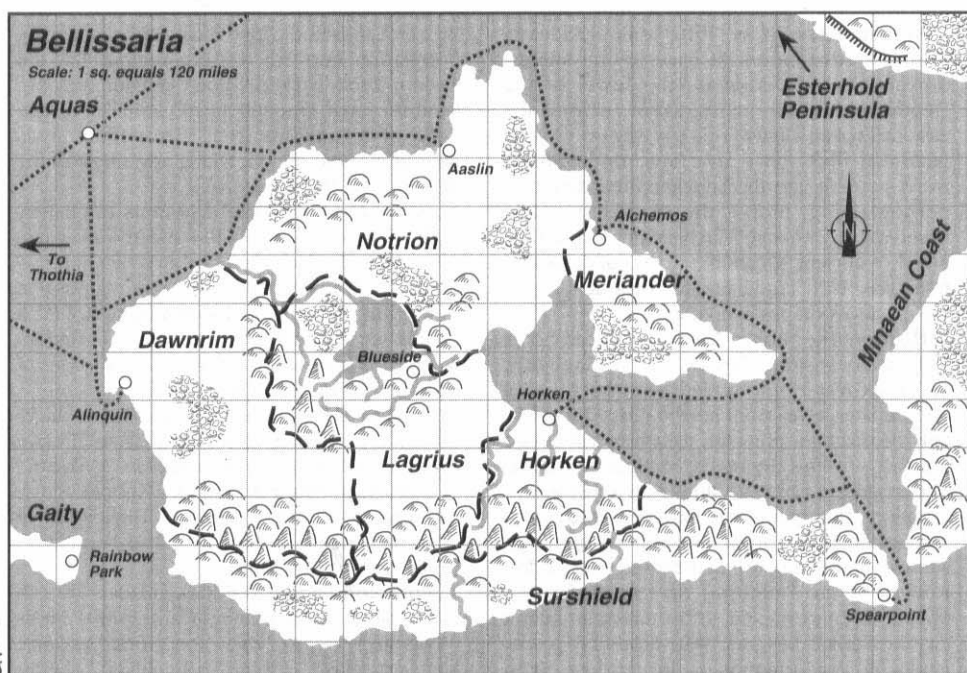 Bellissaria
Scale: 1 sq. equals 120 miles
Aquas
Esterhold
Peninsula
Aaslin
Alchemos
To
Thothia
Notrion
N
Meriander
Minaean Coast
Dawnrim
Blueside
Alinquin
Horken
Lagrius
Horken
Gaity
Rainbow
Park
Surshield
Spearpoint